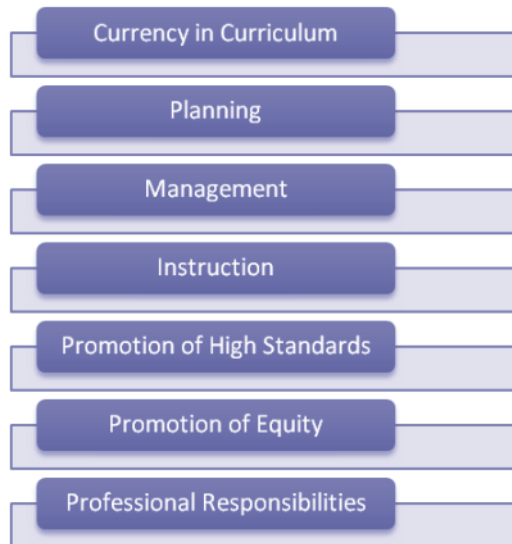 Currency in Curriculum
Planning
Management
Instruction
Promotion of High Standards
Promotion of Equity
Professional Responsibilities